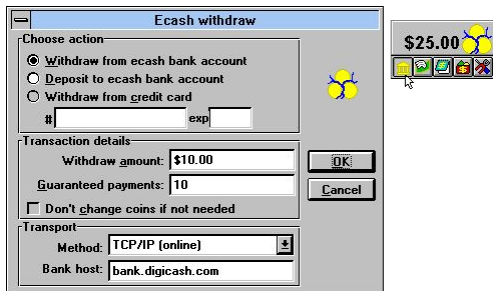 Ecash withdraw
Choose action
Withdraw from ecash bank account
Deposit to ecash bank account
Withdraw from credit card
# exp
Transaction details
Withdraw amount: $10.00
Guaranteed payments: 10
Don't change coins if not needed
Transport
Method: TCP/IP (online)
Bank host: bank.digicash.com
OK
Cancel
$25.00